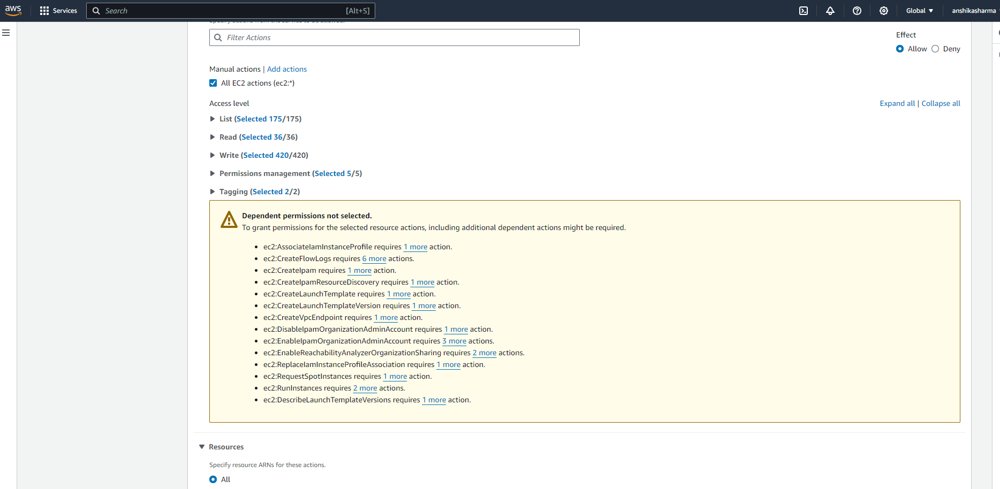 aws Services Search [Alt+S] Global anshikasharma
Filter Actions
Effect
Allow Deny
Manual actions | Add actions
All EC2 actions (ec2:*)
Access level Expand all | Collapse all
List (Selected 175/175)
Read (Selected 36/36)
Write (Selected 420/420)
Permissions management (Selected 5/5)
Tagging (Selected 2/2)
Dependent permissions not selected.
To grant permissions for the selected resource actions, including additional dependent actions might be required.
ec2:AssociateIamInstanceProfile requires 1 more action.
ec2:CreateFlowLogs requires 6 more actions.
ec2:CreateIpam requires 1 more action.
ec2:CreateIpamResourceDiscovery requires 1 more action.
ec2:CreateLaunchTemplate requires 1 more action.
ec2:CreateLaunchTemplateVersion requires 1 more action.
ec2:CreateVpcEndpoint requires 1 more action.
ec2:DisableIpamOrganizationAdminAccount requires 1 more action.
ec2:EnableIpamOrganizationAdminAccount requires 3 more actions.
ec2:EnableReachabilityAnalyzerOrganizationSharing requires 2 more actions.
ec2:ReplaceIamInstanceProfileAssociation requires 1 more action.
ec2:RequestSpotInstances requires 1 more action.
ec2:RunInstances requires 2 more actions.
ec2:DescribeLaunchTemplateVersions requires 1 more action.
Resources
Specify resource ARNs for these actions.
All